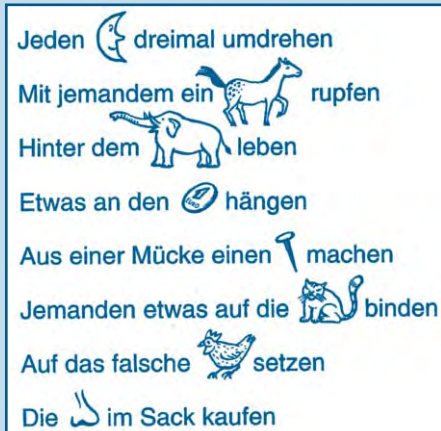 Jeden dreimal umdrehen
Mit jemandem ein rupfen
Hinter dem leben
Etwas an den EURO hängen
Aus einer Mücke einen machen
Jemanden etwas auf die binden
Auf das falsche setzen
Die im Sack kaufen